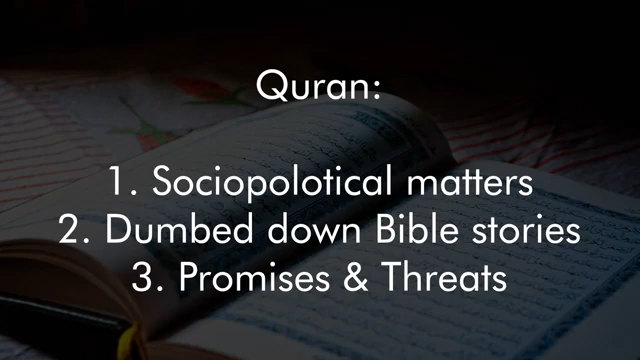 Quran:
1. Sociopolotical matters
2. Dumbed down Bible stories
3. Promises & Threats